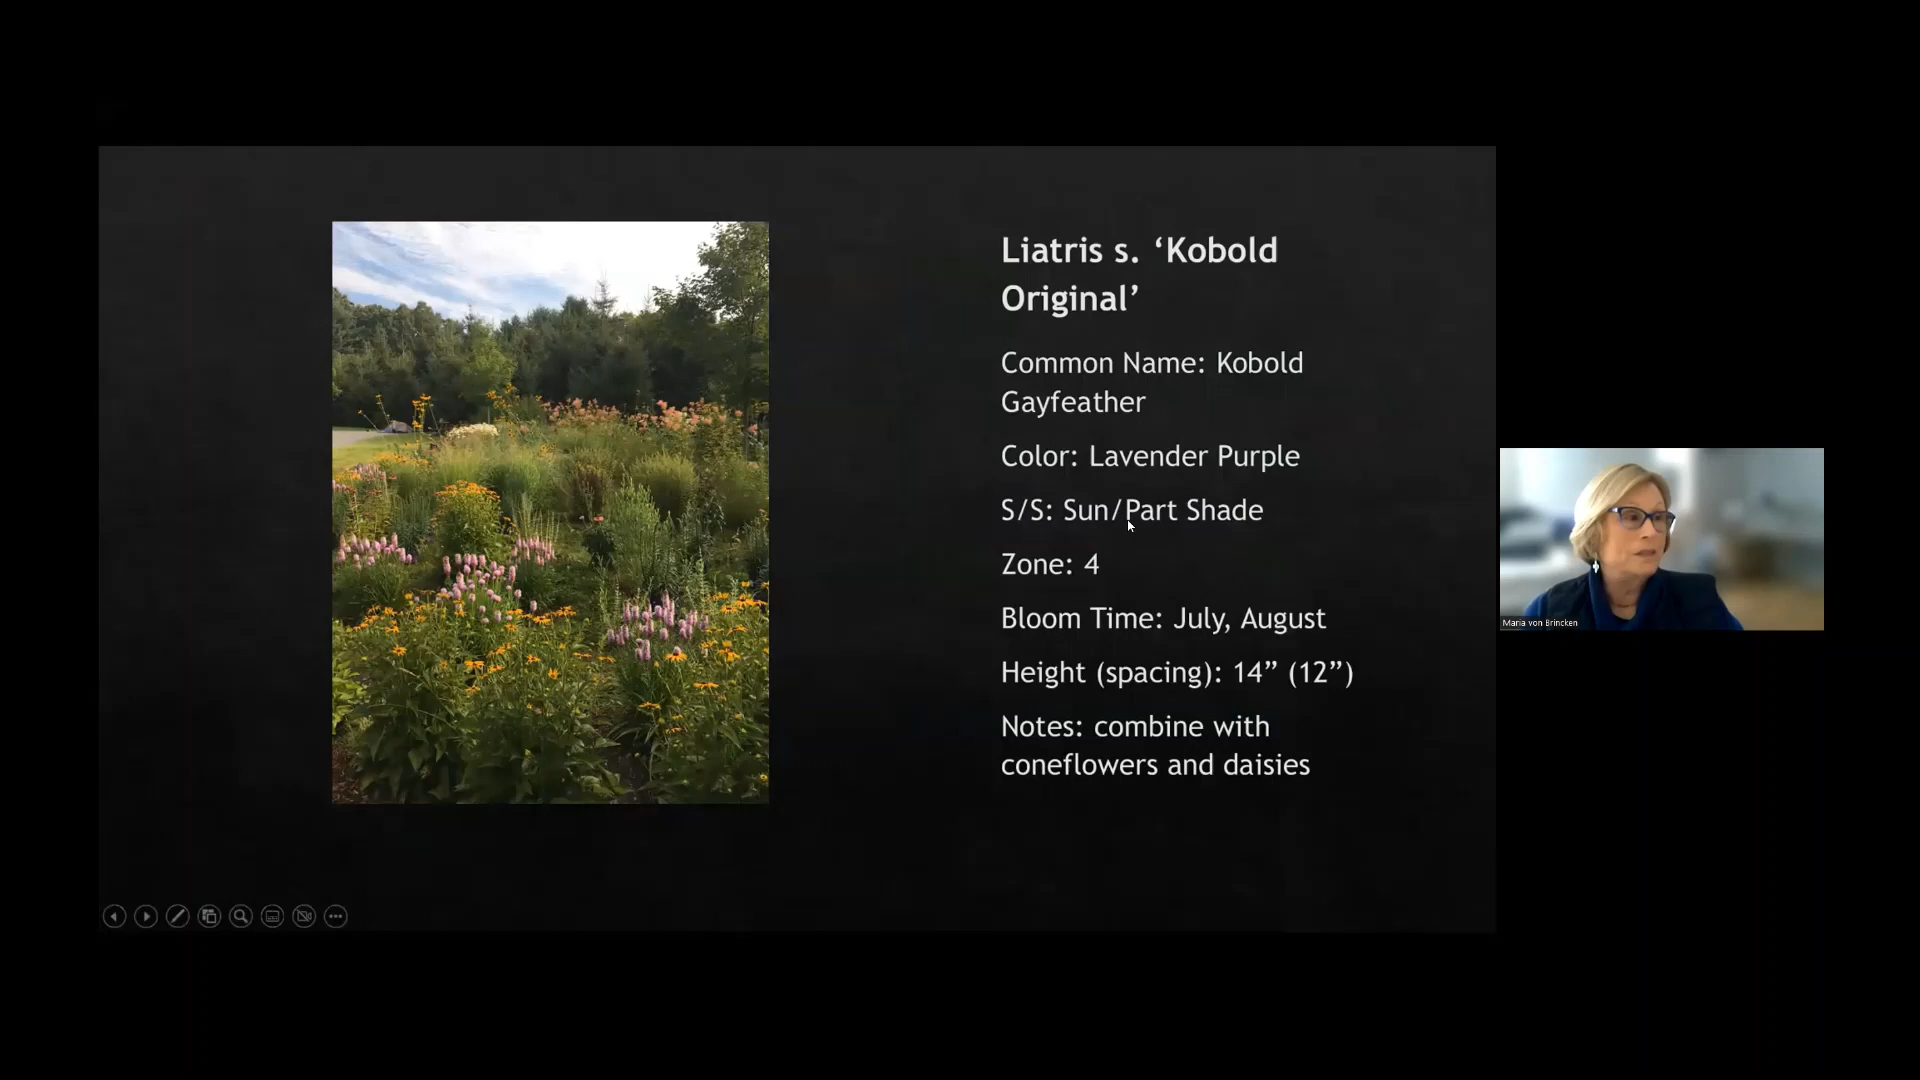 Liatris s. ‘Kobold
Original’
Common Name: Kobold
Gayfeather
Color: Lavender Purple
S/S: Sun/Part Shade
Zone: 4
Bloom Time: July, August
Height (spacing): 14” (12”)
Notes: combine with
coneflowers and daisies
Maria von Brincken